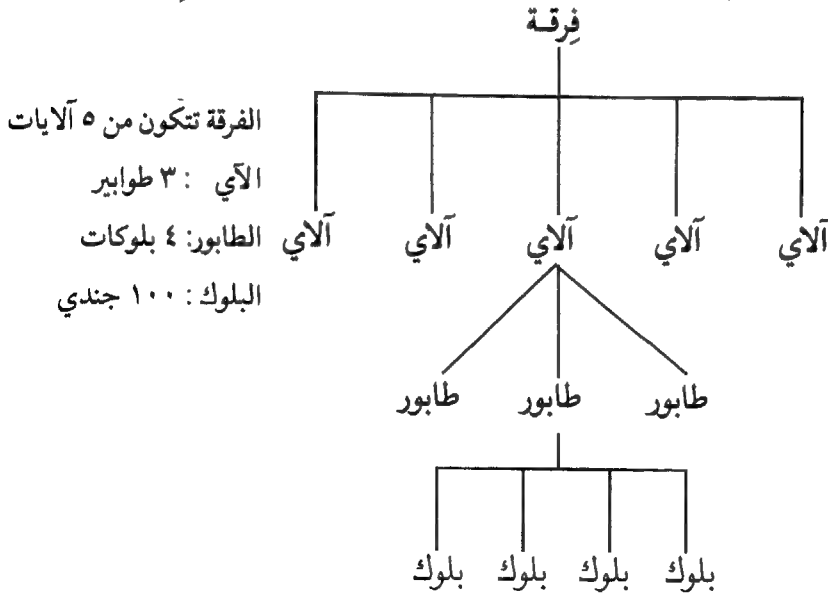 فِرقـة
الفرقة تتكون من ٥ آلايات
الآي : ٣ طوابير
آلاي آلاي آلاي آلاي آلاي
الطابور: ٤ بلوكات
البلوك : ١٠٠ جندي
طابور طابور طابور
بلوك بلوك بلوك بلوك